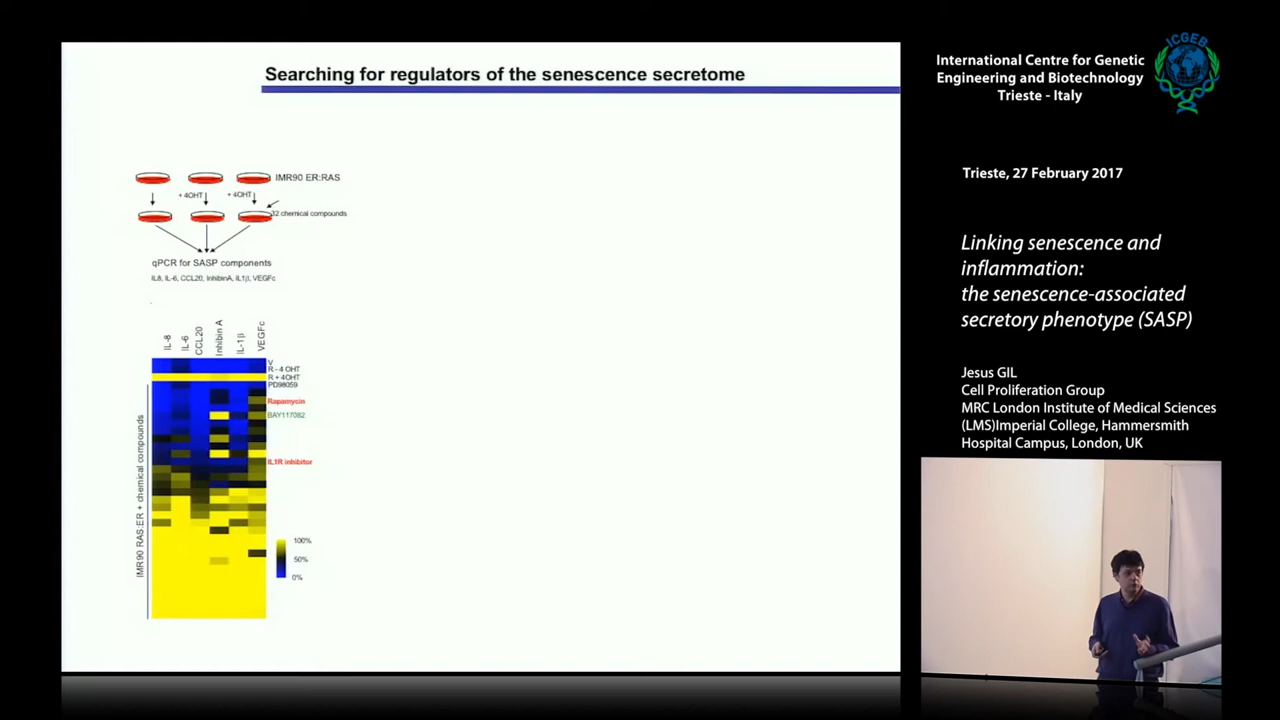 Searching for regulators of the senescence secretome
IMR90 ER:RAS
+ 4OHT
+ 4OHT
32 chemical compounds
qPCR for SASP components
IL8, IL-6, CCL20, InhibinA, IL1β, VEGFc
IL-8
IL-6
CCL20
Inhibin A
IL-1β
VEGFc
V
R - 4 OHT
R + 4OHT
PD98059
Rapamycin
BAY117082
IL1R inhibitor
IMR90 RAS:ER + chemical compounds
100%
50%
0%
ICGEB
International Centre for Genetic
Engineering and Biotechnology
Trieste - Italy
Trieste, 27 February 2017
Linking senescence and
inflammation:
the senescence-associated
secretory phenotype (SASP)
Jesus GIL
Cell Proliferation Group
MRC London Institute of Medical Sciences
(LMS)Imperial College, Hammersmith
Hospital Campus, London, UK